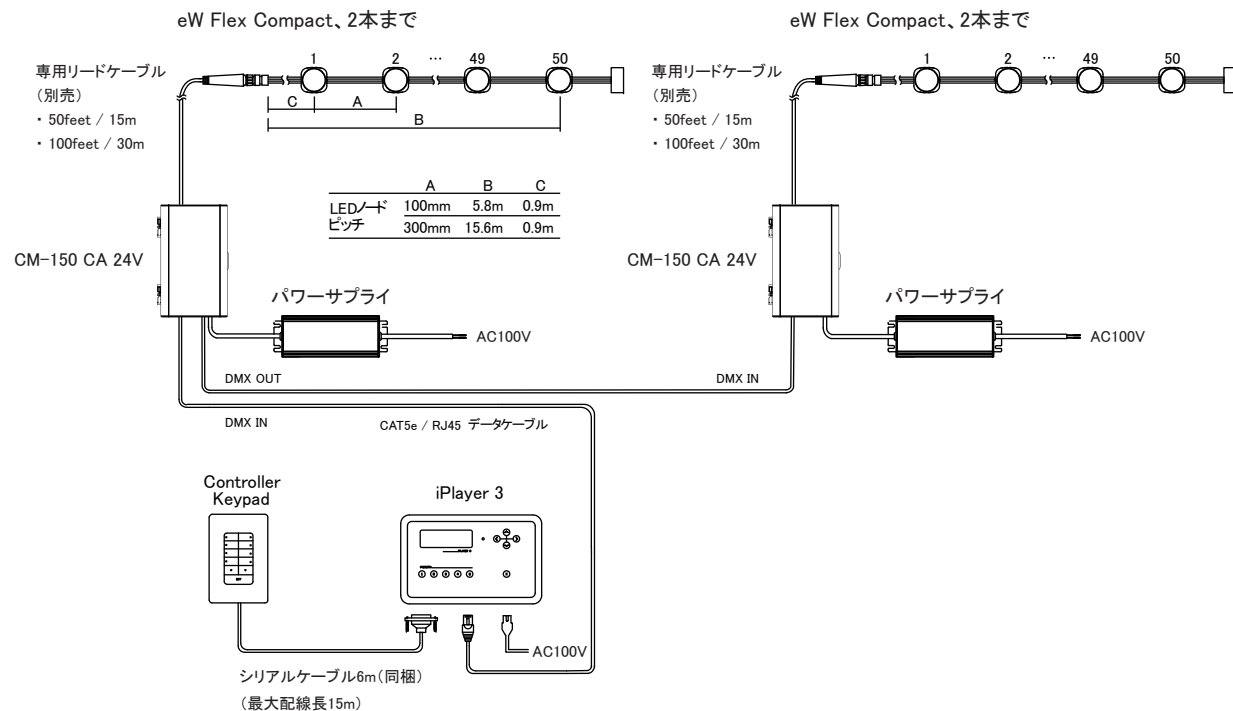 eW Flex Compact、2本まで
専用リードケーブル
(別売)
・ 50feet / 15m
・ 100feet / 30m
1 2 … 49 50
C A
B
A B C
LEDノード
ピッチ
100mm 5.8m 0.9m
300mm 15.6m 0.9m
CM-150 CA 24V
パワーサプライ
AC100V
DMX OUT
DMX IN
CAT5e / RJ45 データケーブル
eW Flex Compact、2本まで
専用リードケーブル
(別売)
・ 50feet / 15m
・ 100feet / 30m
1 2 … 49 50
CM-150 CA 24V
パワーサプライ
AC100V
DMX IN
Controller
Keypad
iPlayer 3
AC100V
シリアルケーブル6m(同梱)
(最大配線長15m)